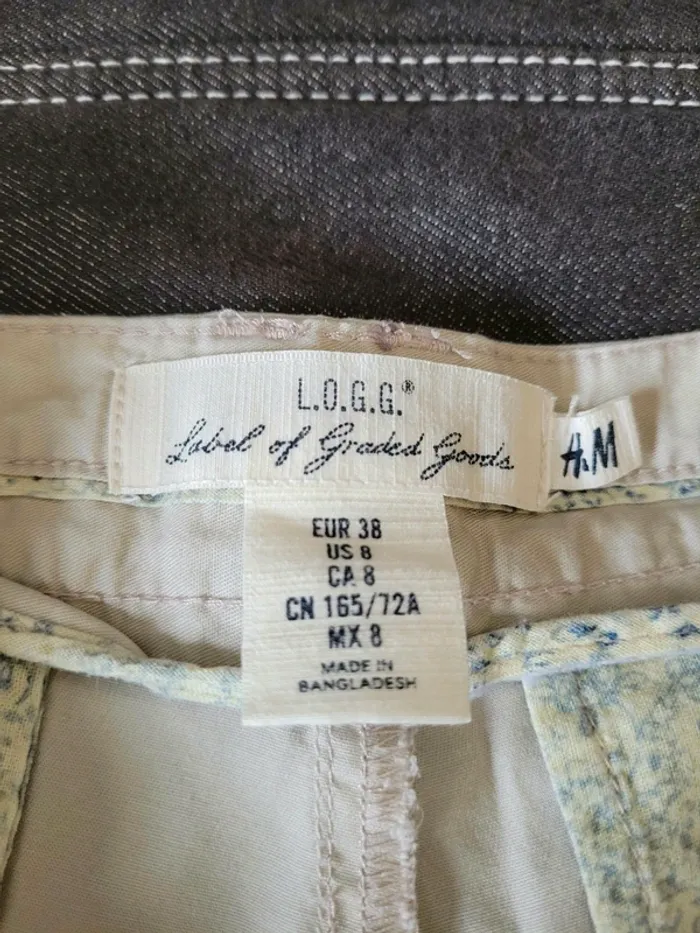 L.O.G.G.®
Label of Graded Goods
H&M
EUR 38
US 8
CA 8
CN 165/72A
MX 8
MADE IN
BANGLADESH